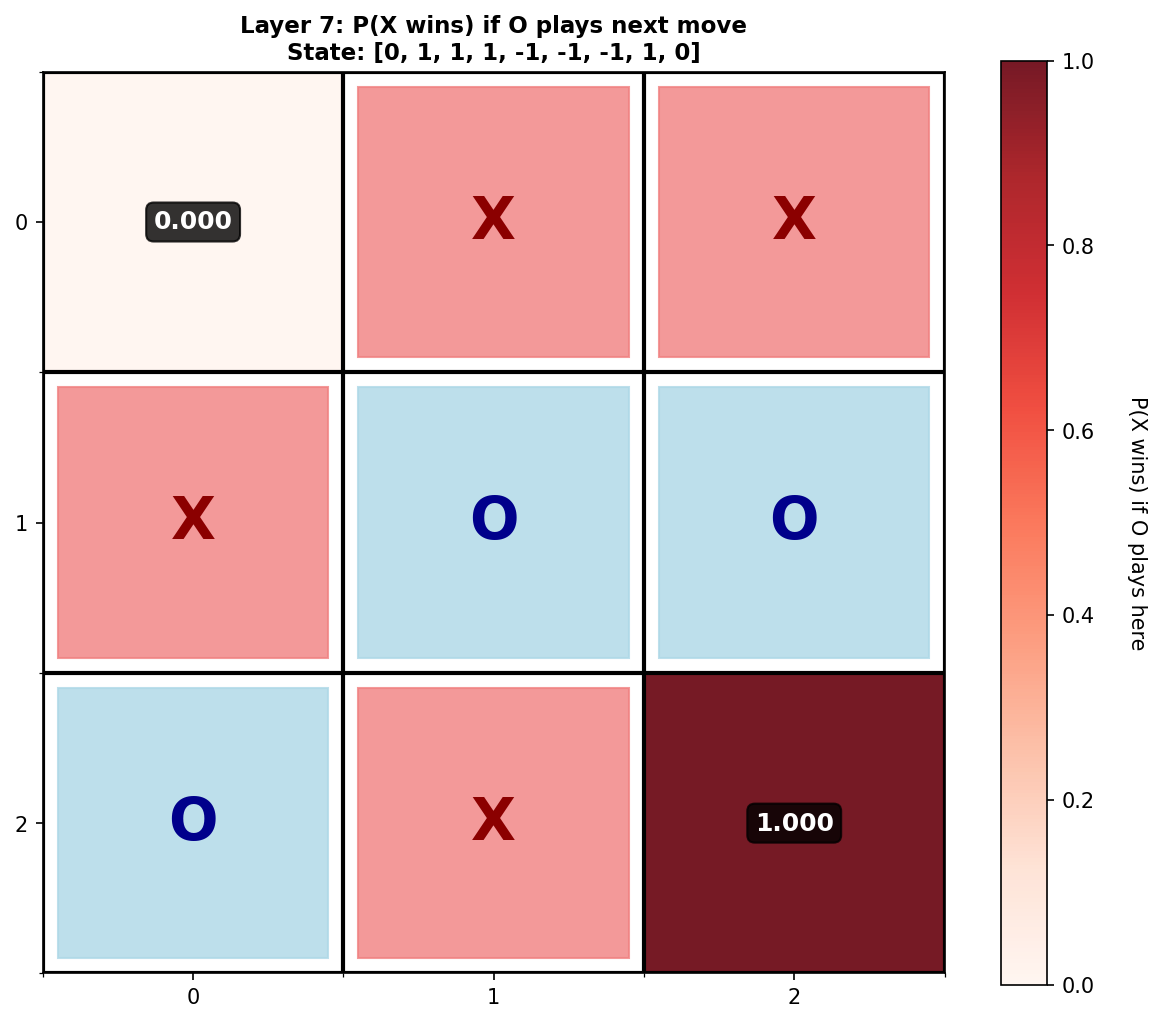 Layer 7: P(X wins) if O plays next move
State: [0, 1, 1, 1, -1, -1, -1, 1, 0]
0
0.000
X
X
1
X
O
O
2
O
X
1.000
0
1
2
1.0
0.8
0.6
0.4
0.2
0.0
P(X wins) if O plays here